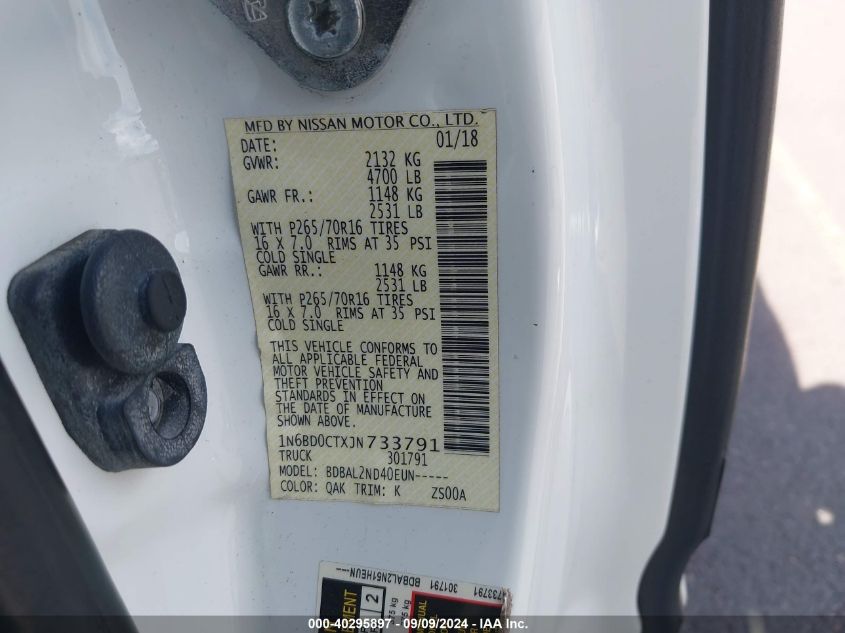 MFD BY NISSAN MOTOR CO., LTD.
DATE: 01/18
GVWR: 2132 KG
4700 LB
GAWR FR.: 1148 KG
2531 LB
WITH P265/70R16 TIRES
16 X 7.0 RIMS AT 35 PSI
COLD SINGLE
GAWR RR.: 1148 KG
2531 LB
WITH P265/70R16 TIRES
16 X 7.0 RIMS AT 35 PSI
COLD SINGLE
THIS VEHICLE CONFORMS TO
ALL APPLICABLE FEDERAL
MOTOR VEHICLE SAFETY AND
THEFT PREVENTION
STANDARDS IN EFFECT ON
THE DATE OF MANUFACTURE
SHOWN ABOVE.
1N6BD0CTXJN733791
TRUCK 301791
MODEL: BDBAL2ND40EUN-----
COLOR: QAK TRIM: K ZS00A
733791
301791
BDBAL2N51HEUN
2
40295897 - 09/09/2024 - IAA Inc.